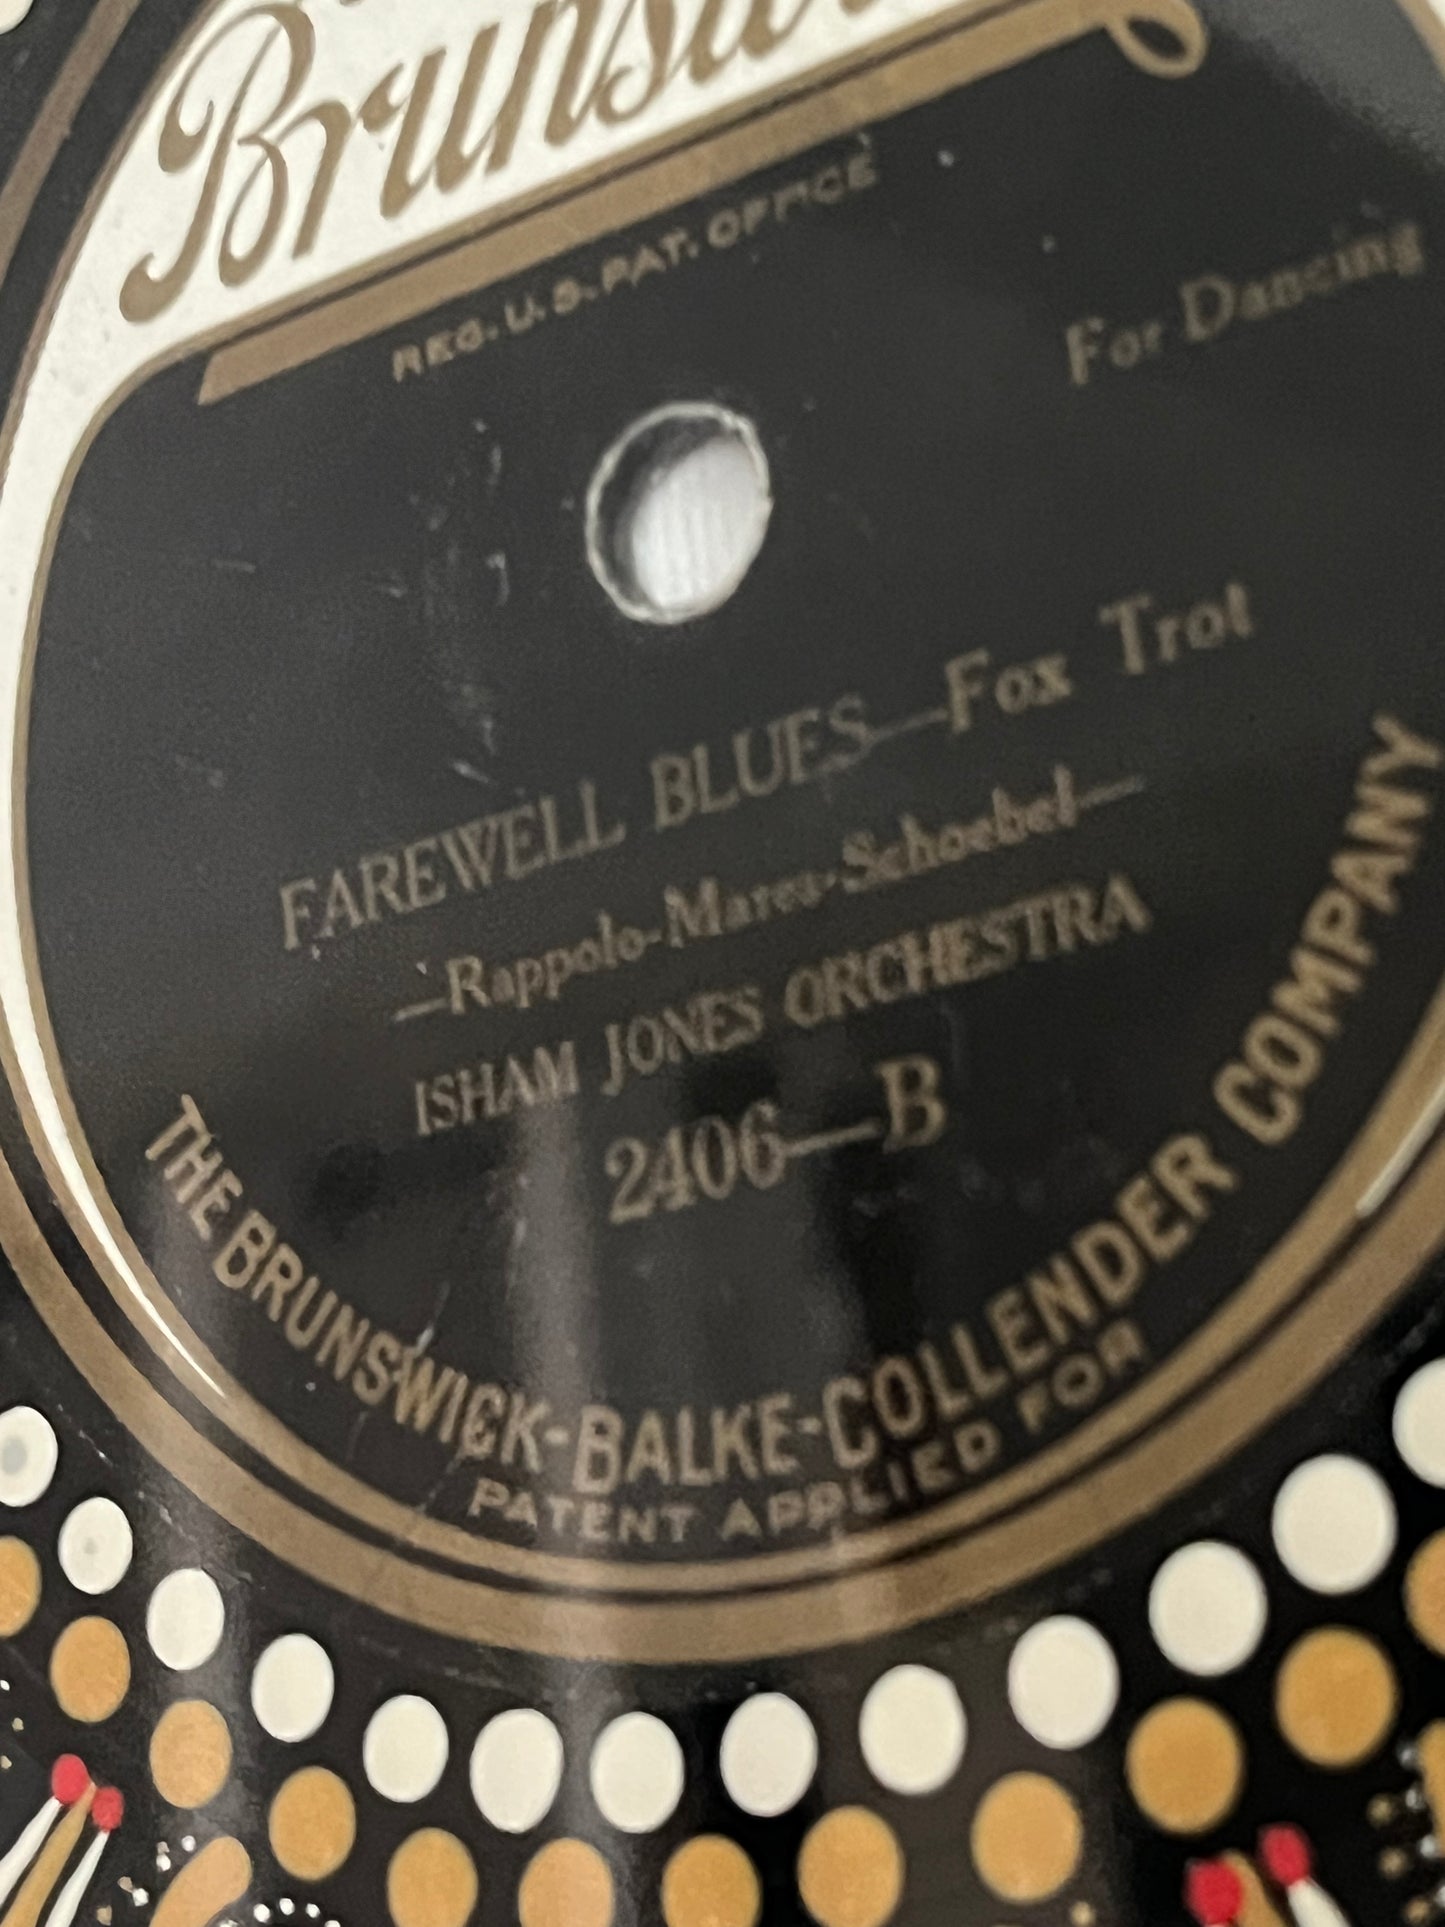 Brunswick
REG. U. S. PAT. OFFICE
For Dancing
FAREWELL BLUES—Fox Trot
—Rappolo-Mares-Schoebel—
ISHAM JONES ORCHESTRA
2406—B
THE BRUNSWICK-BALKE-COLLENDER COMPANY
PATENT APPLIED FOR